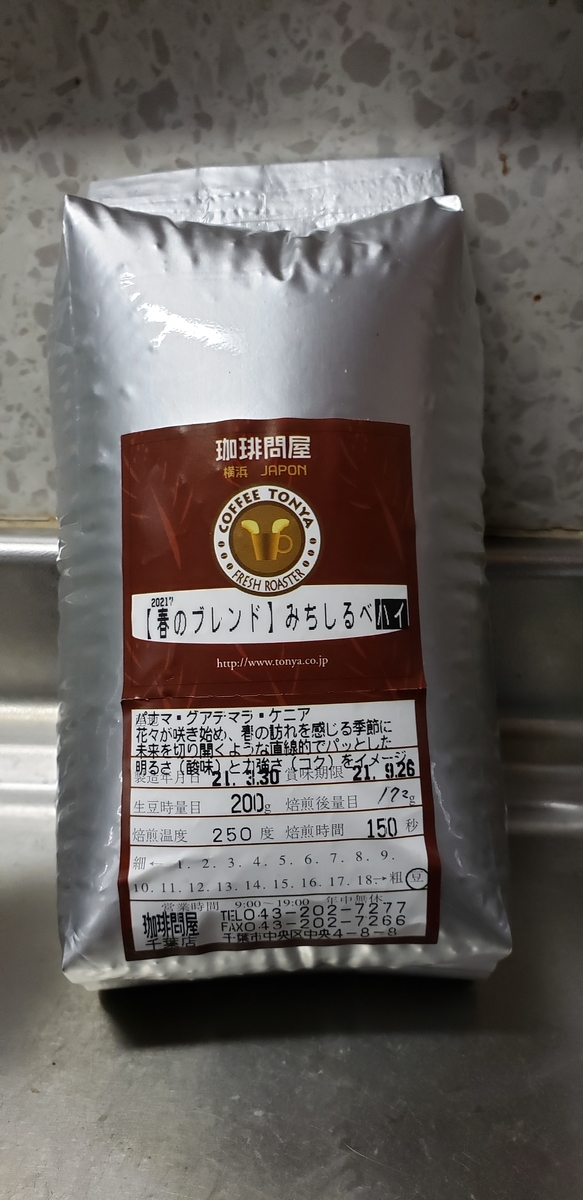 珈琲問屋
横浜 JAPON
COFFEE TONYA
FRESH ROASTER
2021?
【春のブレンド】みちしるべハイ
http://www.tonya.co.jp
パナマ・グアテマラ・ケニア
花々が咲き始め、春の訪れを感じる季節に
未来を切り開くような直線的でパッとした
明るさ（酸味）と力強さ（コク）をイメージ
製造年月日 21. 3.30 賞味期限 21. 9.26
生豆時量目 200g 焙煎後量目 172g
焙煎温度 250 度 焙煎時間 150 秒
細← 1. 2. 3. 4. 5. 6. 7. 8. 9.
10. 11. 12. 13. 14. 15. 16. 17. 18→粗 豆
営業時間 9:00～19:00 年中無休
珈琲問屋 TEL043-202-7277
FAX043-202-7266
千葉店 千葉市中央区中央4-8-8